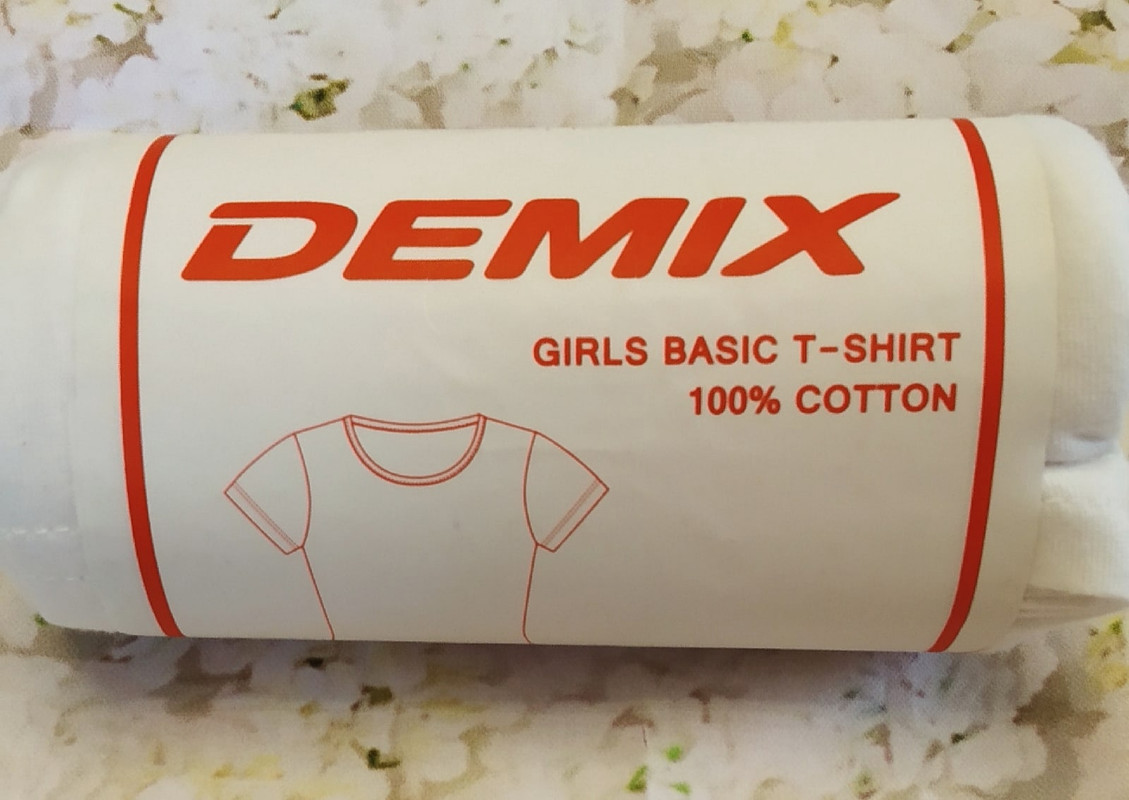 DEMIX
GIRLS BASIC T-SHIRT
100% COTTON